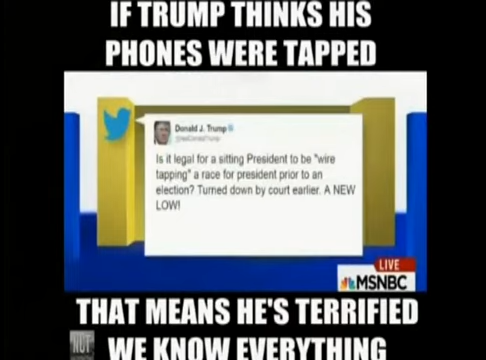 IF TRUMP THINKS HIS
PHONES WERE TAPPED
Donald J. Trump
@realDonaldTrump
Is it legal for a sitting President to be "wire
tapping" a race for president prior to an
election? Turned down by court earlier. A NEW
LOW!
LIVE
MSNBC
THAT MEANS HE'S TERRIFIED
WE KNOW EVERYTHING